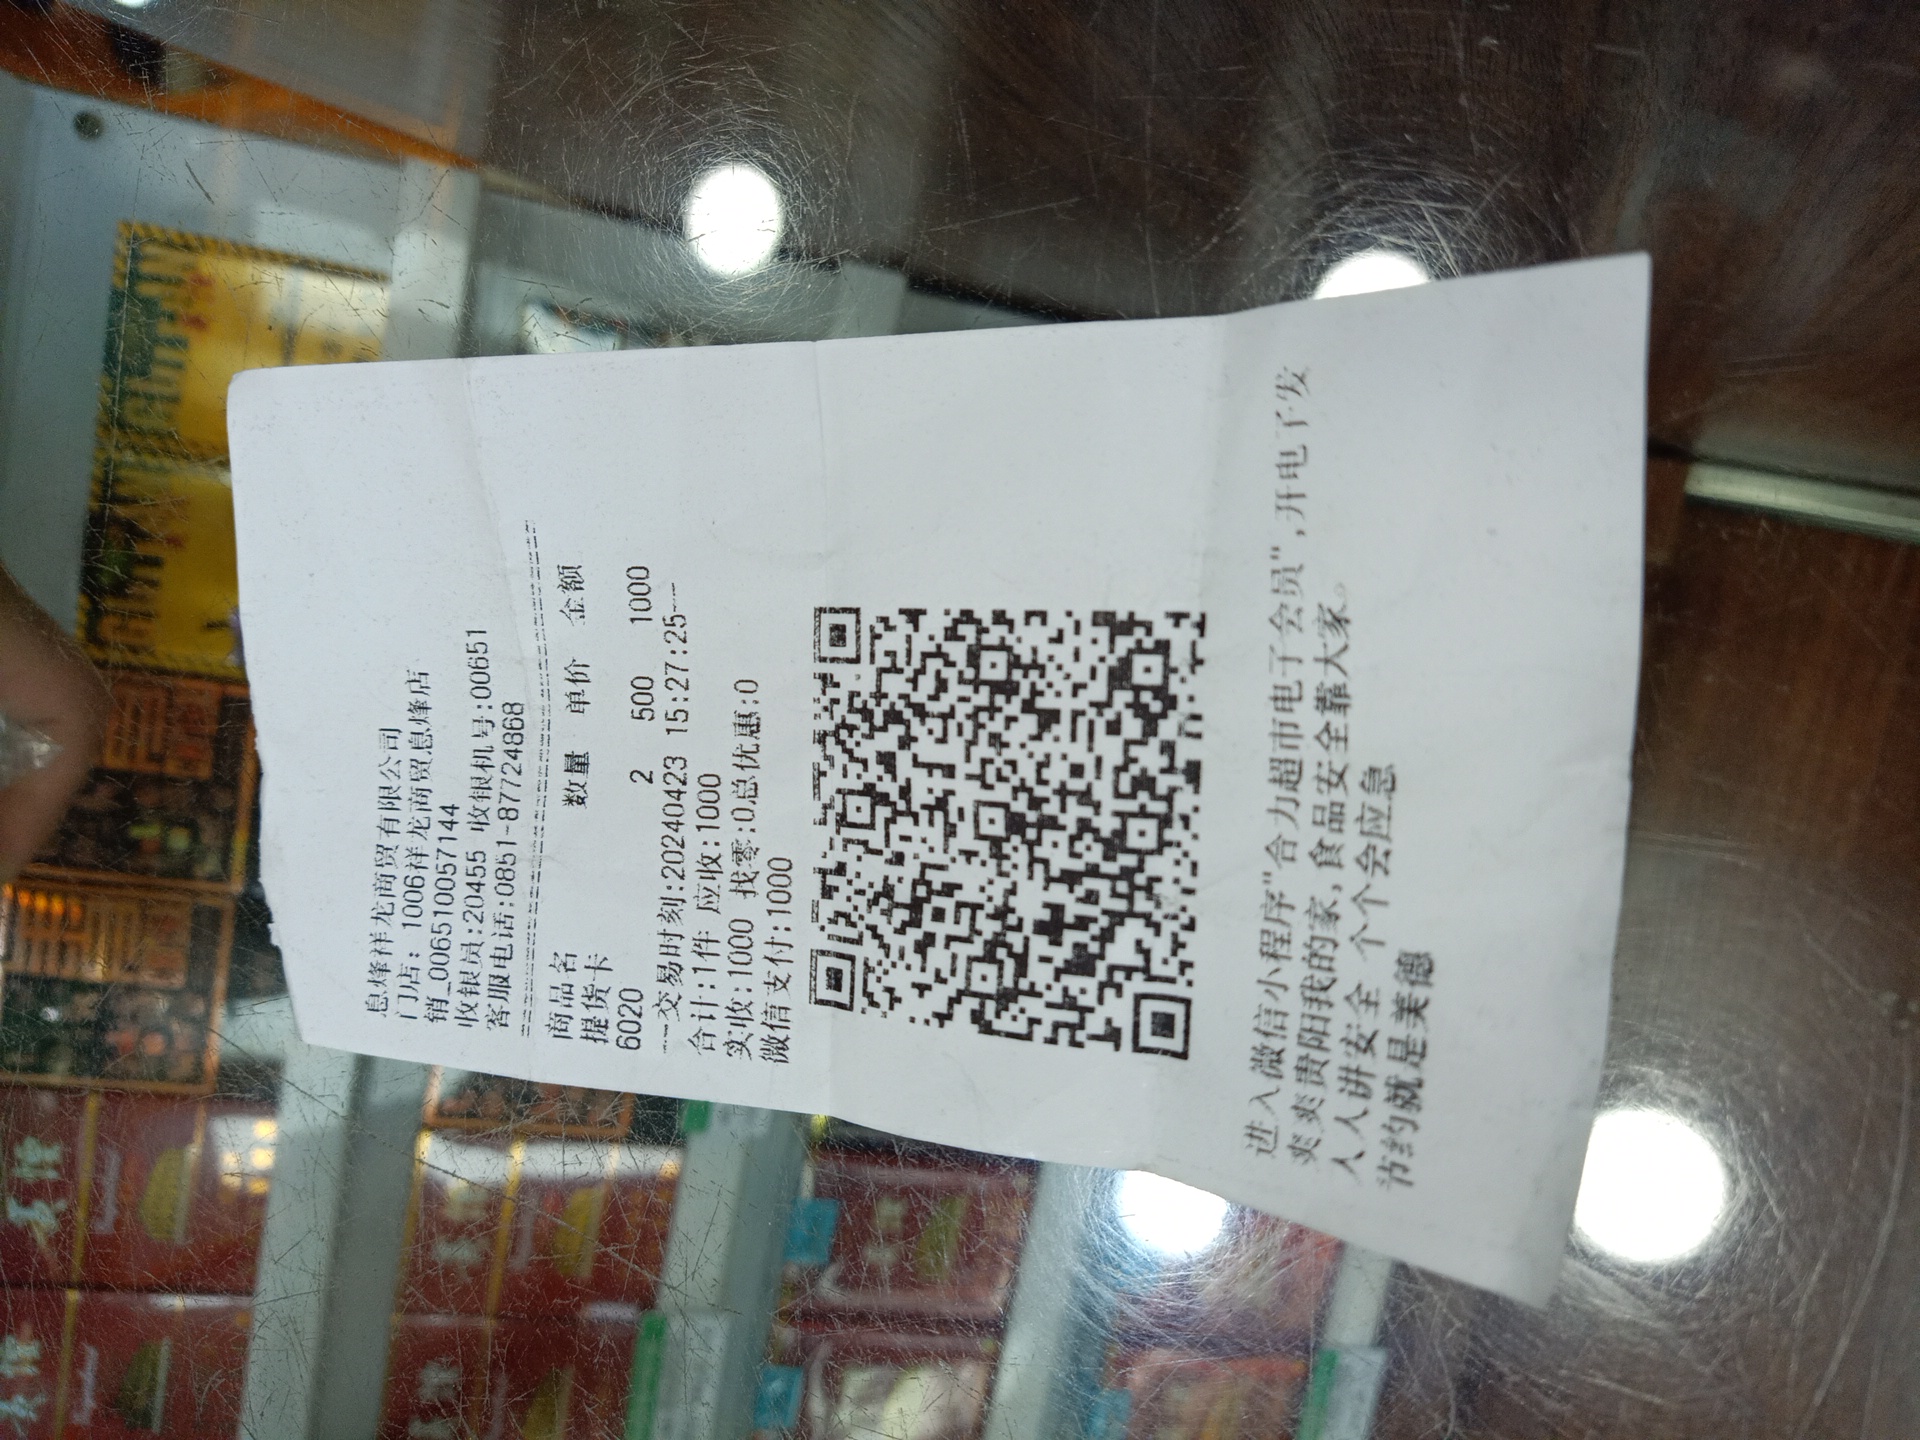 息烽祥龙商贸有限公司
门店: 1006祥龙商贸息烽店
销_00651005​7144
收银员:20455 收银机号:00651
客服电话:0851-87724868
商品名 数量 单价 金额
提货卡
6020 2 500 1000
---交易时刻:20240423 15:27:25---
合计:1件 应收:1000
实收:1000 找零:0总优惠:0
微信支付:1000
进入微信小程序"合力超市电子会员",开电子发
爽爽贵阳我的家,食品安全靠大家。
人人讲安全 个个会应急
节约就是美德